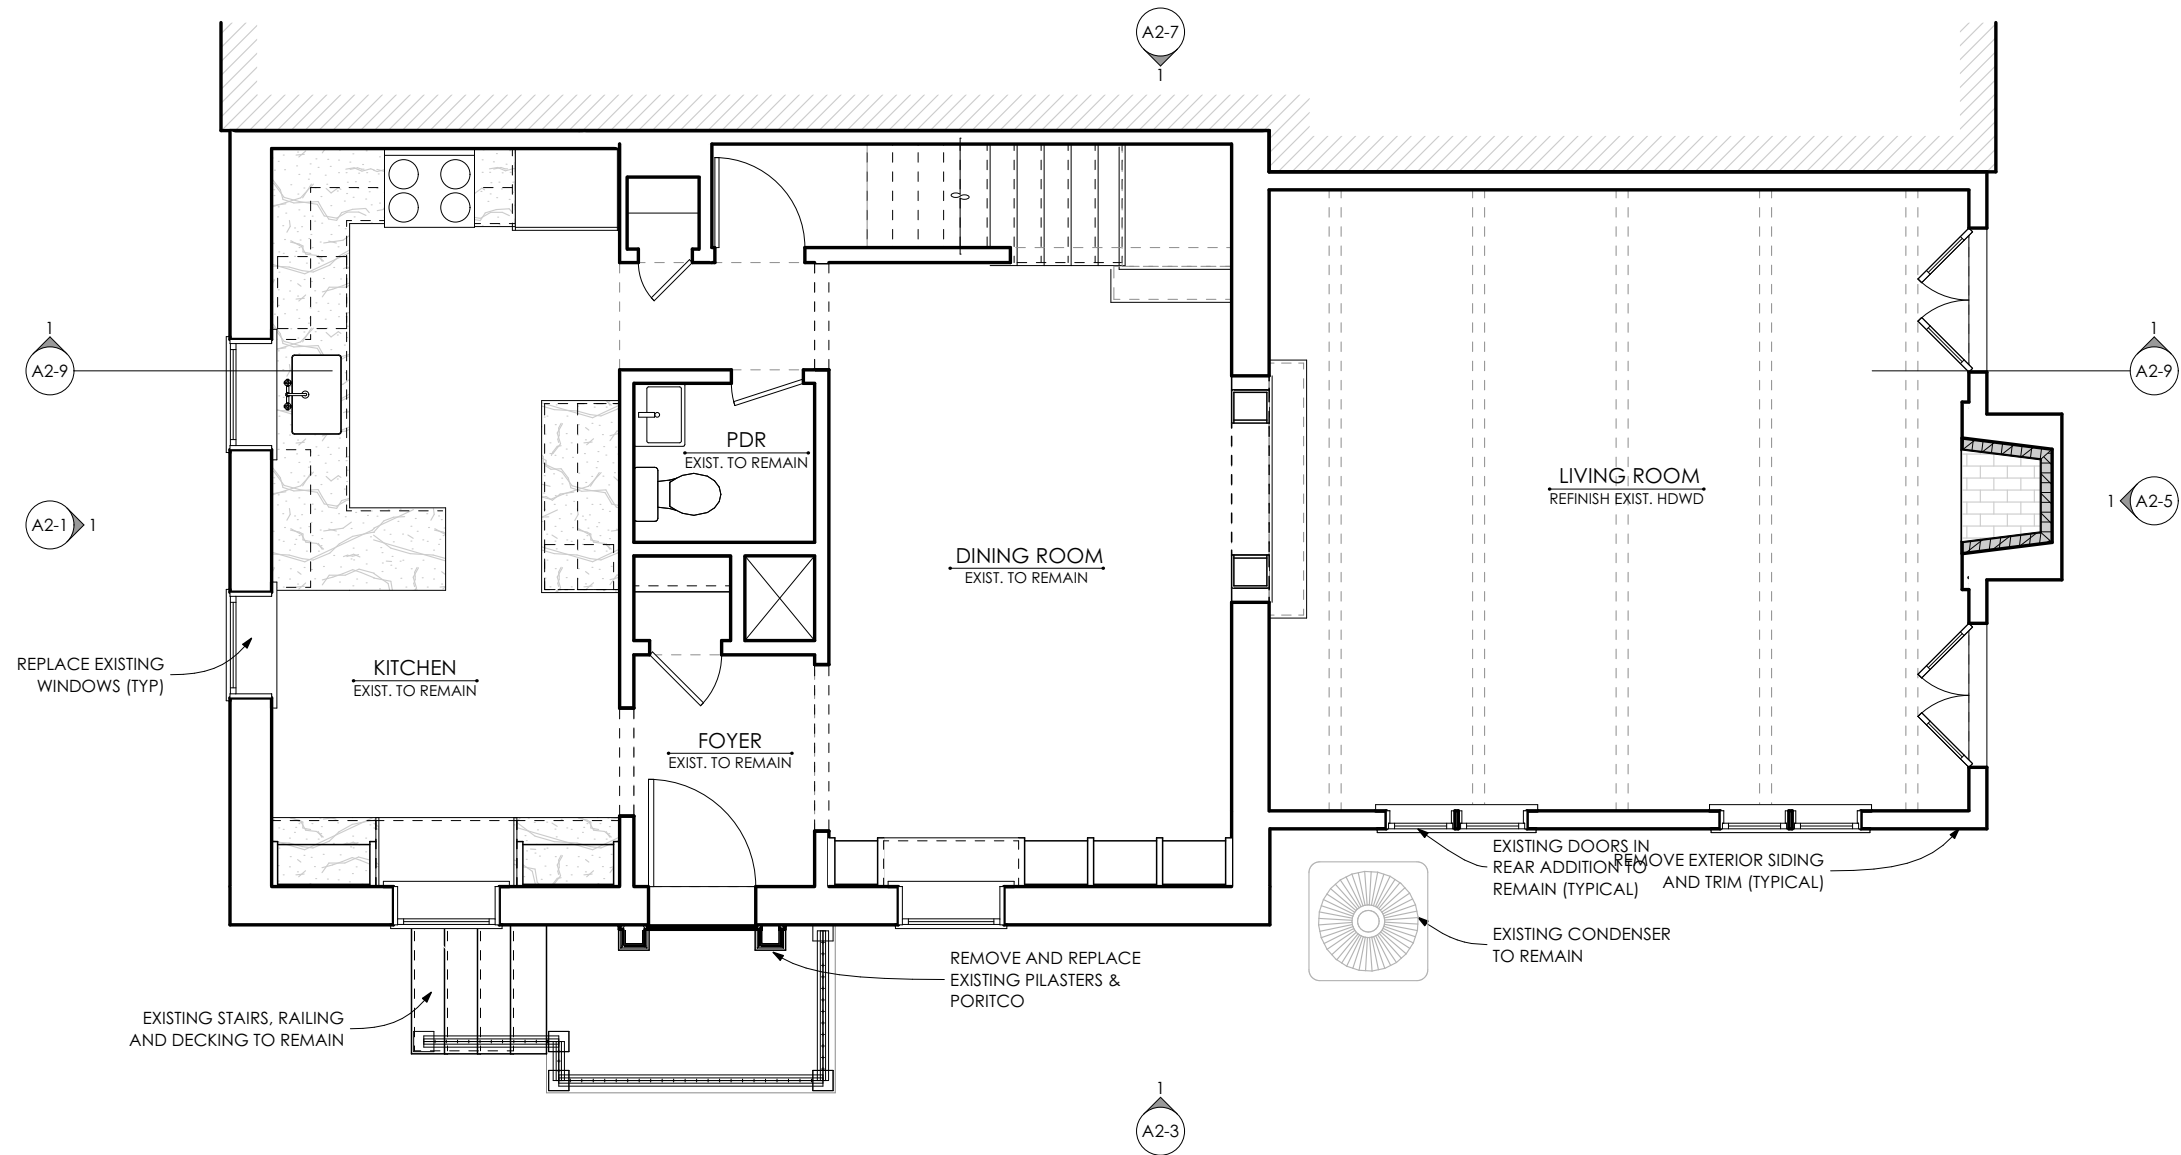 A2-7
1
1
A2-9
1
A2-9
PDR
EXIST. TO REMAIN
LIVING ROOM
REFINISH EXIST. HDWD
1
A2-5
A2-1
1
DINING ROOM
EXIST. TO REMAIN
REPLACE EXISTING
WINDOWS (TYP)
KITCHEN
EXIST. TO REMAIN
FOYER
EXIST. TO REMAIN
EXISTING DOORS IN
REAR ADDITION TO
REMAIN (TYPICAL)
REMOVE EXTERIOR SIDING
AND TRIM (TYPICAL)
EXISTING CONDENSER
TO REMAIN
REMOVE AND REPLACE
EXISTING PILASTERS &
PORITCO
EXISTING STAIRS, RAILING
AND DECKING TO REMAIN
1
A2-3